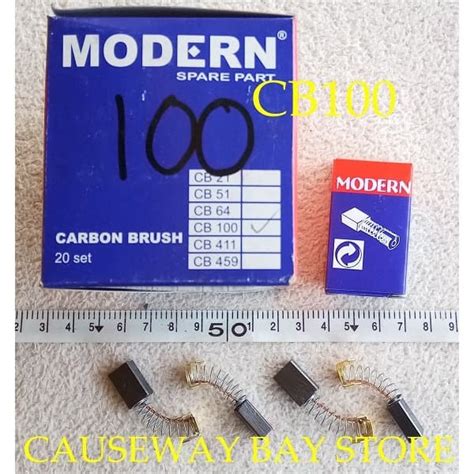 MODERN®
SPARE PART
100
CB100
CB 21
CB 51
CB 64
CB 100 ✓
CB 411
CB 459
CARBON BRUSH
20 set
MODERN
2 3 4 5 6 7 8 9 50 1 2 3 4 5 6 7 8 9
CAUSEWAY BAY STORE